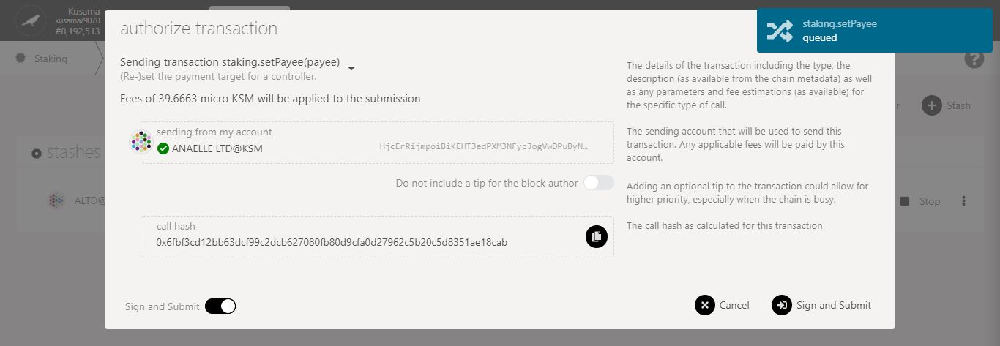 Kusama
kusama/9070
#8,192,513
authorize transaction
staking.setPayee
queued
Staking
Sending transaction staking.setPayee(payee)
(Re-)set the payment target for a controller.
Fees of 39.6663 micro KSM will be applied to the submission
The details of the transaction including the type, the
description (as available from the chain metadata) as well
as any parameters and fee estimations (as available) for
the specific type of call.
Stash
stashes
sending from my account
ANAELLE LTD@KSM
HjcErRijmpoiBiKEHT3edPXM3NFycJogVwDPuByN…
The sending account that will be used to send this
transaction. Any applicable fees will be paid by this
account.
Do not include a tip for the block author
Adding an optional tip to the transaction could allow for
higher priority, especially when the chain is busy.
ALTD@
Stop
call hash
0x6fbf3cd12bb63dcf99c2dcb627080fb80d9cfa0d27962c5b20c5d8351ae18cab
The call hash as calculated for this transaction
Sign and Submit
Cancel
Sign and Submit